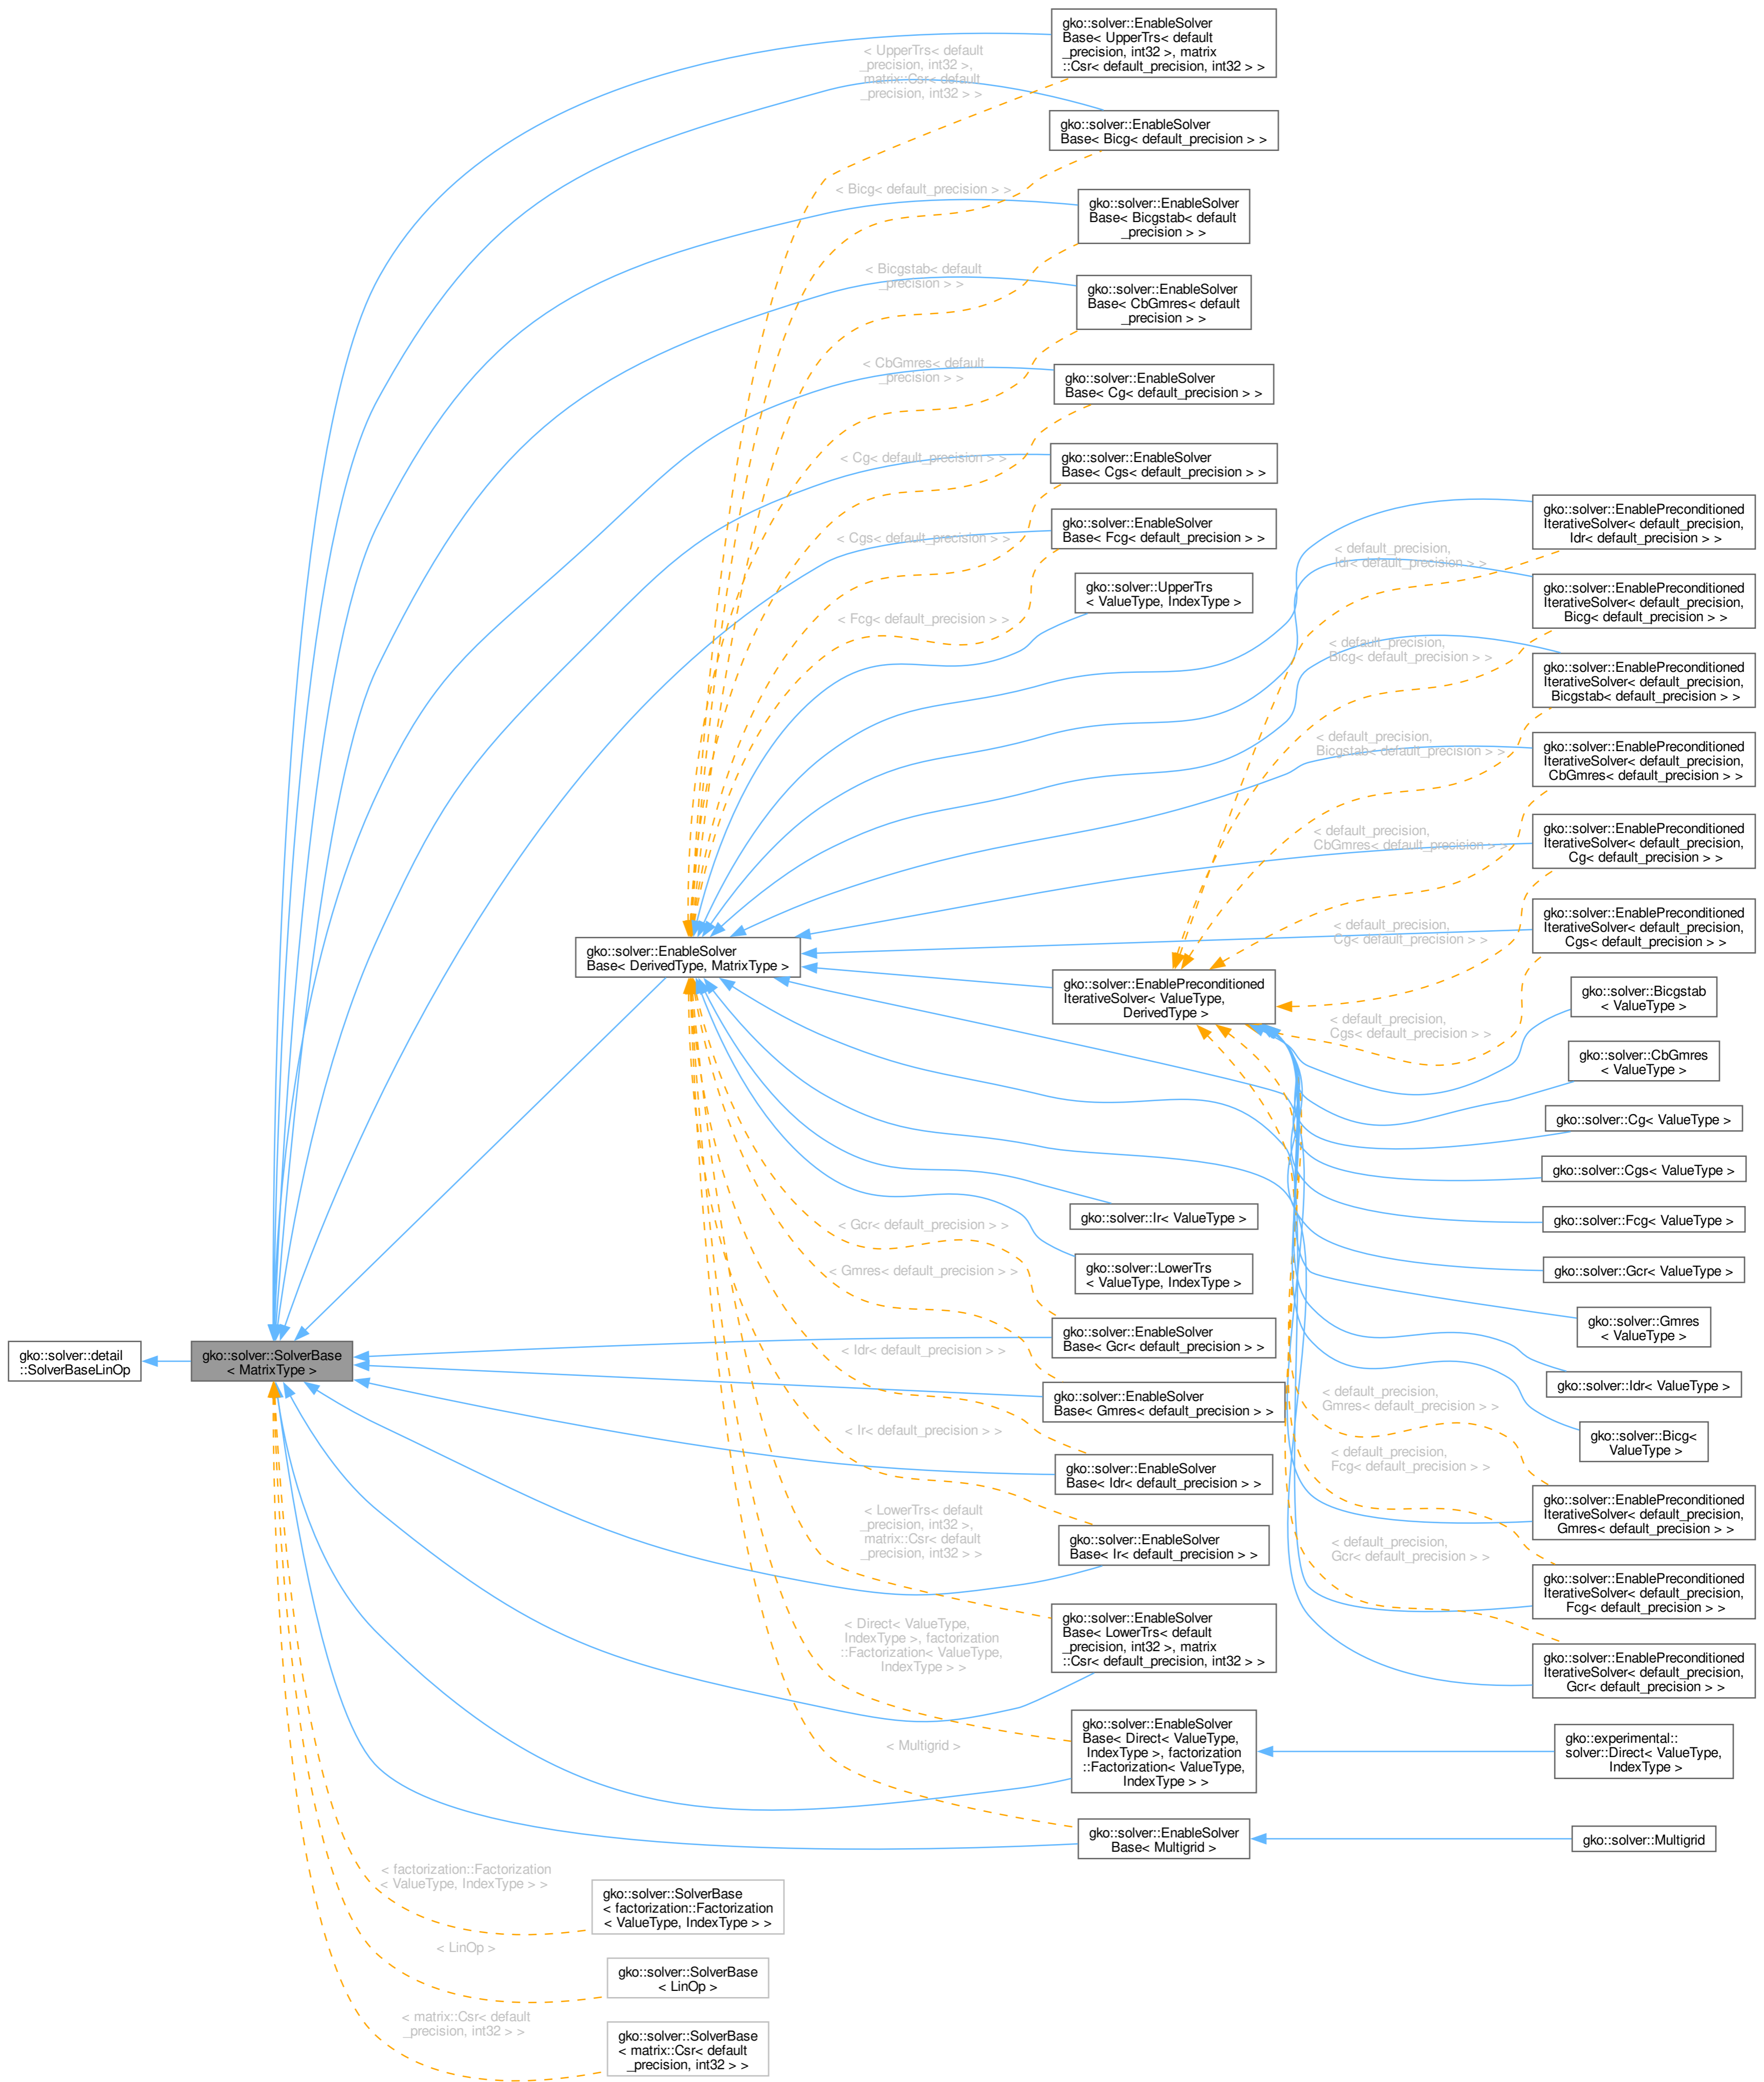 gko::solver::detail
::SolverBaseLinOp
gko::solver::SolverBase
< MatrixType >
gko::solver::EnableSolver
Base< DerivedType, MatrixType >
gko::solver::SolverBase
< factorization::Factorization
< ValueType, IndexType > >
gko::solver::SolverBase
< LinOp >
gko::solver::SolverBase
< matrix::Csr< default
_precision, int32 > >
< factorization::Factorization
< ValueType, IndexType > >
< LinOp >
< matrix::Csr< default
_precision, int32 > >
< UpperTrs< default
_precision, int32 >,
matrix::Csr< default
_precision, int32 > >
< Bicg< default_precision > >
< Bicgstab< default
_precision > >
< CbGmres< default
_precision > >
< Cg< default_precision > >
< Cgs< default_precision > >
< Fcg< default_precision > >
< Gcr< default_precision > >
< Gmres< default_precision > >
< Idr< default_precision > >
< Ir< default_precision > >
< LowerTrs< default
_precision, int32 >,
matrix::Csr< default
_precision, int32 > >
< Direct< ValueType,
IndexType >, factorization
::Factorization< ValueType,
IndexType > >
< Multigrid >
gko::solver::EnableSolver
Base< UpperTrs< default
_precision, int32 >, matrix
::Csr< default_precision, int32 > >
gko::solver::EnableSolver
Base< Bicg< default_precision > >
gko::solver::EnableSolver
Base< Bicgstab< default
_precision > >
gko::solver::EnableSolver
Base< CbGmres< default
_precision > >
gko::solver::EnableSolver
Base< Cg< default_precision > >
gko::solver::EnableSolver
Base< Cgs< default_precision > >
gko::solver::EnableSolver
Base< Fcg< default_precision > >
gko::solver::UpperTrs
< ValueType, IndexType >
gko::solver::EnablePreconditioned
IterativeSolver< ValueType,
DerivedType >
gko::solver::Ir< ValueType >
gko::solver::LowerTrs
< ValueType, IndexType >
gko::solver::EnableSolver
Base< Gcr< default_precision > >
gko::solver::EnableSolver
Base< Gmres< default_precision > >
gko::solver::EnableSolver
Base< Idr< default_precision > >
gko::solver::EnableSolver
Base< Ir< default_precision > >
gko::solver::EnableSolver
Base< LowerTrs< default
_precision, int32 >, matrix
::Csr< default_precision, int32 > >
gko::solver::EnableSolver
Base< Direct< ValueType,
IndexType >, factorization
::Factorization< ValueType,
IndexType > >
gko::solver::EnableSolver
Base< Multigrid >
< default_precision,
Idr< default_precision > >
< default_precision,
Bicg< default_precision > >
< default_precision,
Bicgstab< default_precision > >
< default_precision,
CbGmres< default_precision > >
< default_precision,
Cg< default_precision > >
< default_precision,
Cgs< default_precision > >
< default_precision,
Gmres< default_precision > >
< default_precision,
Fcg< default_precision > >
< default_precision,
Gcr< default_precision > >
gko::solver::EnablePreconditioned
IterativeSolver< default_precision,
Idr< default_precision > >
gko::solver::EnablePreconditioned
IterativeSolver< default_precision,
Bicg< default_precision > >
gko::solver::EnablePreconditioned
IterativeSolver< default_precision,
Bicgstab< default_precision > >
gko::solver::EnablePreconditioned
IterativeSolver< default_precision,
CbGmres< default_precision > >
gko::solver::EnablePreconditioned
IterativeSolver< default_precision,
Cg< default_precision > >
gko::solver::EnablePreconditioned
IterativeSolver< default_precision,
Cgs< default_precision > >
gko::solver::Bicgstab
< ValueType >
gko::solver::CbGmres
< ValueType >
gko::solver::Cg< ValueType >
gko::solver::Cgs< ValueType >
gko::solver::Fcg< ValueType >
gko::solver::Gcr< ValueType >
gko::solver::Gmres
< ValueType >
gko::solver::Idr< ValueType >
gko::solver::Bicg<
ValueType >
gko::solver::EnablePreconditioned
IterativeSolver< default_precision,
Gmres< default_precision > >
gko::solver::EnablePreconditioned
IterativeSolver< default_precision,
Fcg< default_precision > >
gko::solver::EnablePreconditioned
IterativeSolver< default_precision,
Gcr< default_precision > >
gko::experimental::
solver::Direct< ValueType,
IndexType >
gko::solver::Multigrid